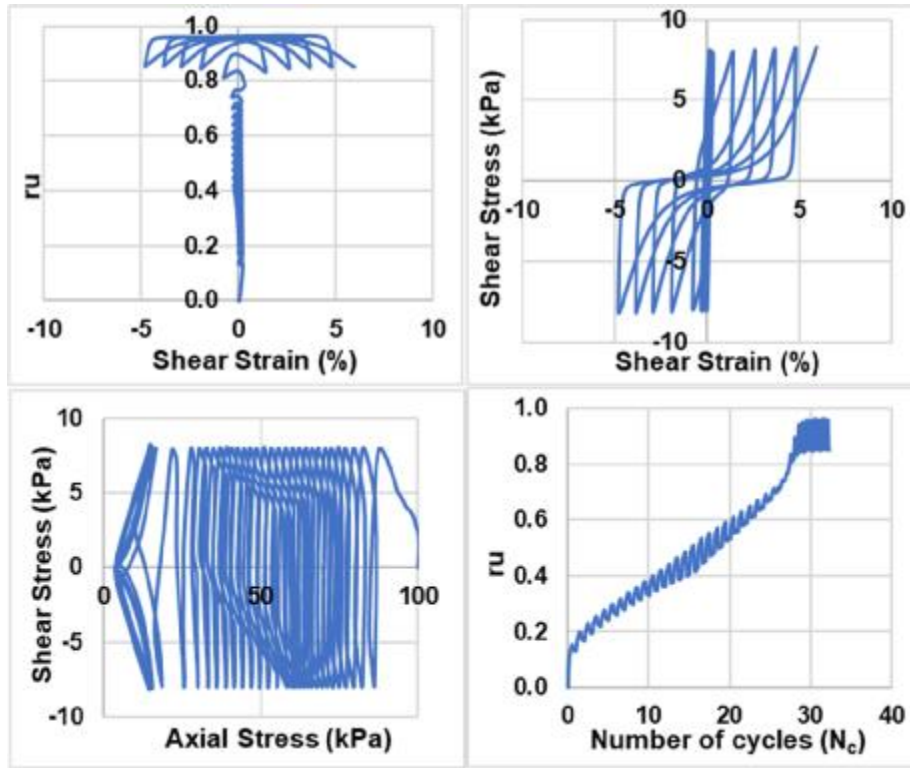 1.0
0.8
0.6
0.4
0.2
0.0
ru
-10 -5 0 5 10
Shear Strain (%)
10
5
0
-5
-10
Shear Stress (kPa)
-10 -5 0 5 10
Shear Strain (%)
10
5
0
-5
-10
Shear Stress (kPa)
0 50 100
Axial Stress (kPa)
1.0
0.8
0.6
0.4
0.2
0.0
ru
0 10 20 30 40
Number of cycles (Nc)